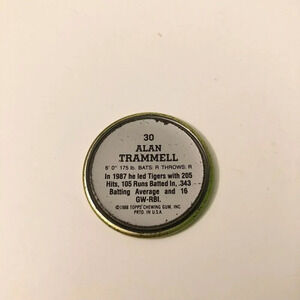 30
ALAN
TRAMMELL
6' 0" 175 lb. BATS: R THROWS: R
In 1987 he led Tigers with 205
Hits, 105 Runs Batted In, .343
Batting Average and 16
GW-RBI.
©1988 TOPPS CHEWING GUM, INC.
PRTD. IN U.S.A.